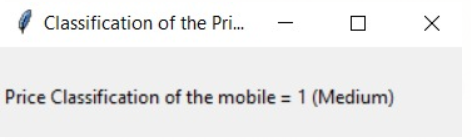 Classification of the Pri...
Price Classification of the mobile = 1 (Medium)